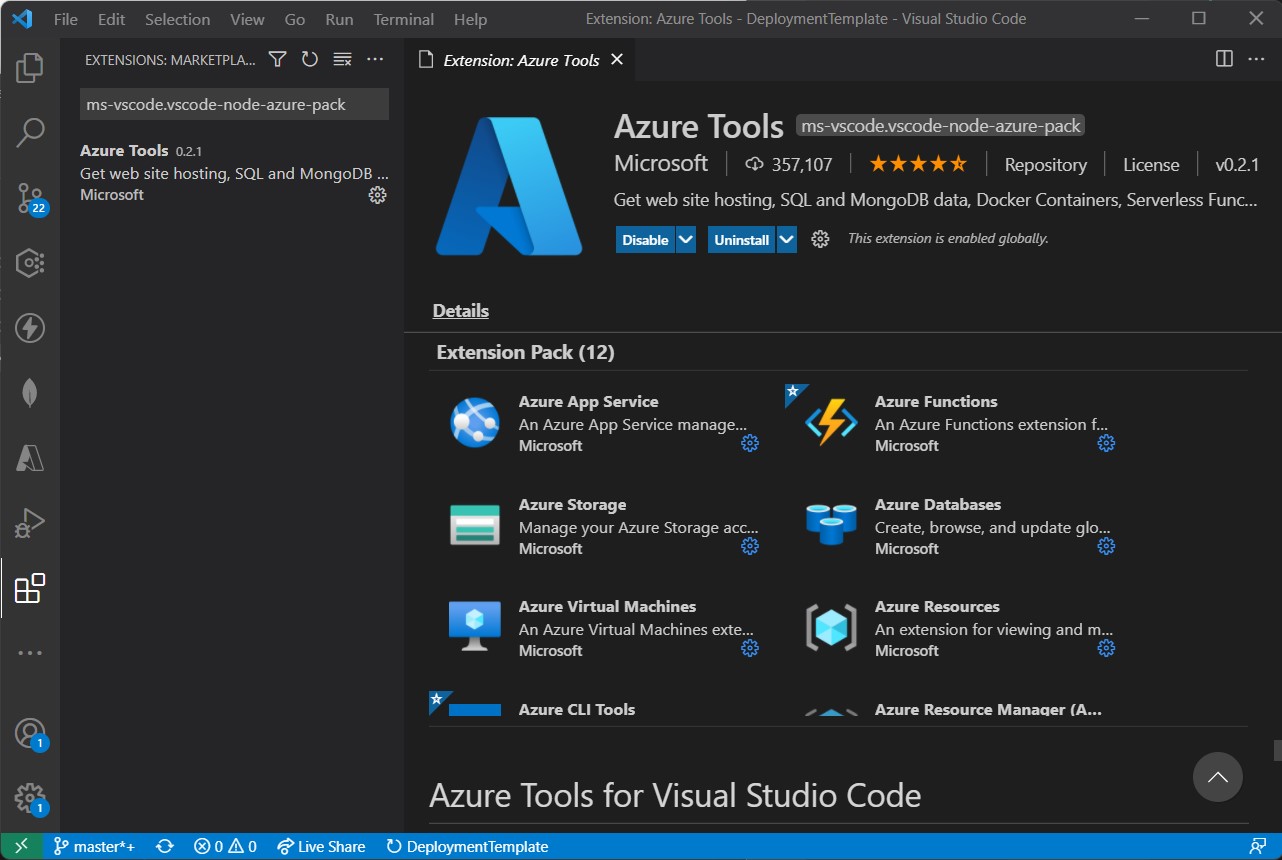 File Edit Selection View Go Run Terminal Help Extension: Azure Tools - DeploymentTemplate - Visual Studio Code
EXTENSIONS: MARKETPLA...
Extension: Azure Tools
ms-vscode.vscode-node-azure-pack
Azure Tools 0.2.1
Get web site hosting, SQL and MongoDB ...
Microsoft
22
1
1
Azure Tools ms-vscode.vscode-node-azure-pack
Microsoft 357,107 Repository License v0.2.1
Get web site hosting, SQL and MongoDB data, Docker Containers, Serverless Func...
Disable Uninstall This extension is enabled globally.
Details
Extension Pack (12)
Azure App Service
An Azure App Service manage...
Microsoft
Azure Functions
An Azure Functions extension f...
Microsoft
Azure Storage
Manage your Azure Storage acc...
Microsoft
Azure Databases
Create, browse, and update glo...
Microsoft
Azure Virtual Machines
An Azure Virtual Machines exte...
Microsoft
Azure Resources
An extension for viewing and m...
Microsoft
Azure CLI Tools
Azure Resource Manager (A...
Azure Tools for Visual Studio Code
master*+ 0 0 Live Share DeploymentTemplate